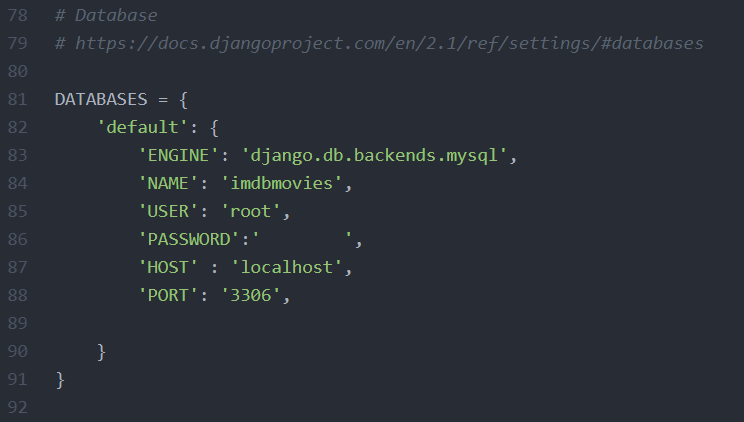 78 # Database
79 # https://docs.djangoproject.com/en/2.1/ref/settings/#databases
80
81 DATABASES = {
82     'default': {
83         'ENGINE': 'django.db.backends.mysql',
84         'NAME': 'imdbmovies',
85         'USER': 'root',
86         'PASSWORD':'        ',
87         'HOST' : 'localhost',
88         'PORT': '3306',
89
90     }
91 }
92